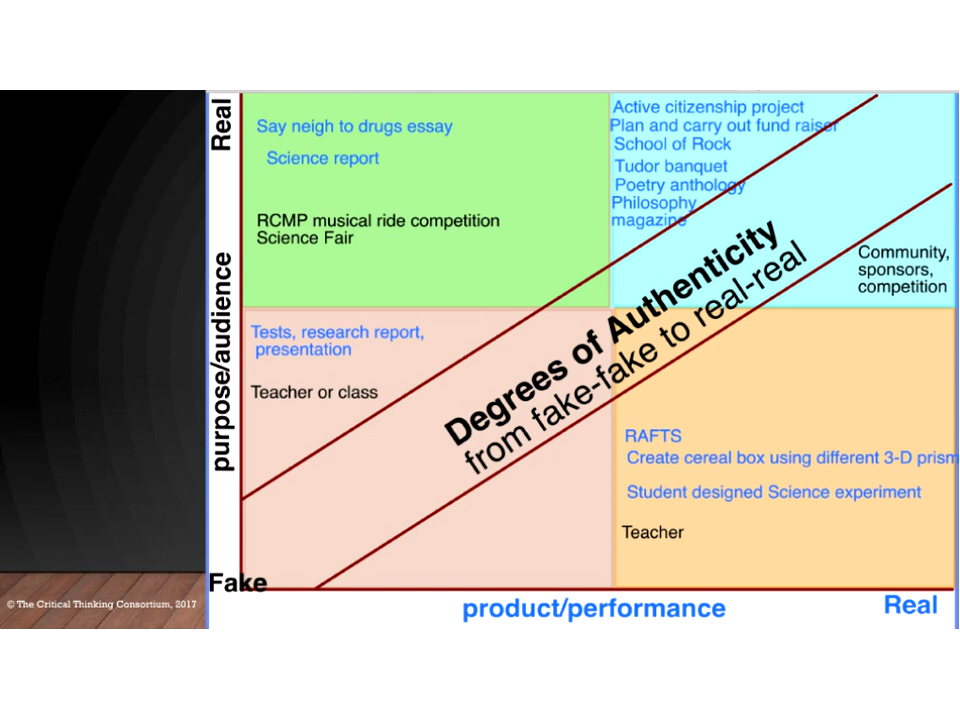 Real
purpose/audience
Fake
Say neigh to drugs essay
Science report
RCMP musical ride competition
Science Fair
Active citizenship project
Plan and carry out fund raiser
School of Rock
Tudor banquet
Poetry anthology
Philosophy
magazine
Community,
sponsors,
competition
Degrees of Authenticity
from fake-fake to real-real
Tests, research report,
presentation
Teacher or class
RAFTS
Create cereal box using different 3-D prism
Student designed Science experiment
Teacher
product/performance
Real
© The Critical Thinking Consortium, 2017